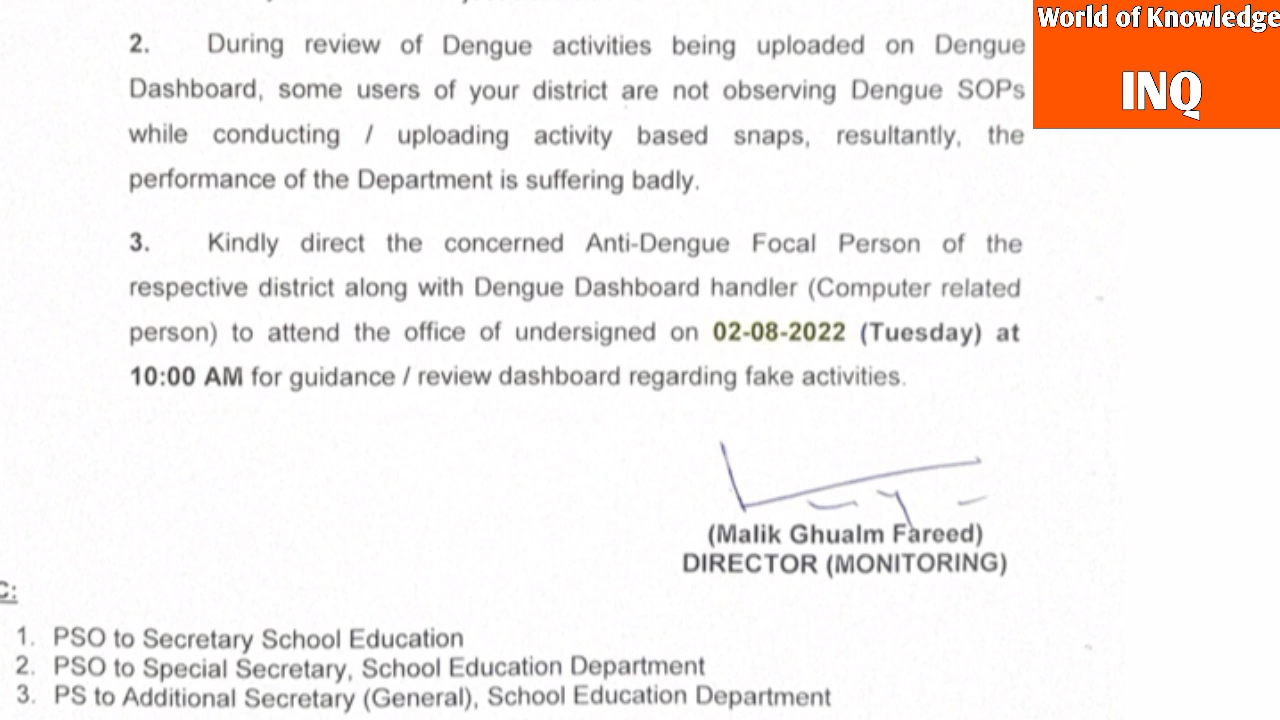 World of Knowledge
INQ
2. During review of Dengue activities being uploaded on Dengue
Dashboard, some users of your district are not observing Dengue SOPs
while conducting / uploading activity based snaps, resultantly, the
performance of the Department is suffering badly.
3. Kindly direct the concerned Anti-Dengue Focal Person of the
respective district along with Dengue Dashboard handler (Computer related
person) to attend the office of undersigned on 02-08-2022 (Tuesday) at
10:00 AM for guidance / review dashboard regarding fake activities.
(Malik Ghualm Fareed)
DIRECTOR (MONITORING)
C:
1. PSO to Secretary School Education
2. PSO to Special Secretary, School Education Department
3. PS to Additional Secretary (General), School Education Department